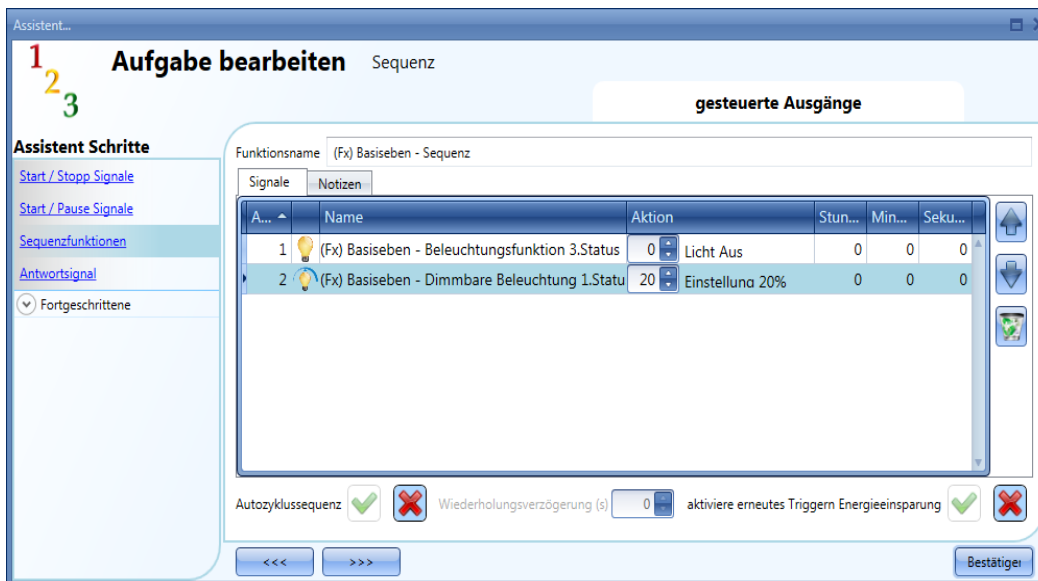 Assistent...
1 2 3
Aufgabe bearbeiten Sequenz
gesteuerte Ausgänge
Assistent Schritte
Start / Stopp Signale
Start / Pause Signale
Sequenzfunktionen
Antwortsignal
Fortgeschrittene
Funktionsname (Fx) Basiseben - Sequenz
Signale Notizen
A... Name Aktion Stun... Min... Seku...
1 (Fx) Basiseben - Beleuchtungsfunktion 3.Status 0 Licht Aus 0 0 0
2 (Fx) Basiseben - Dimmbare Beleuchtung 1.Statu 20 Einstellung 20% 0 0 0
Autozyklussequenz Wiederholungsverzögerung (s) 0 aktiviere erneutes Triggern Energieeinsparung
<<< >>> Bestätiger